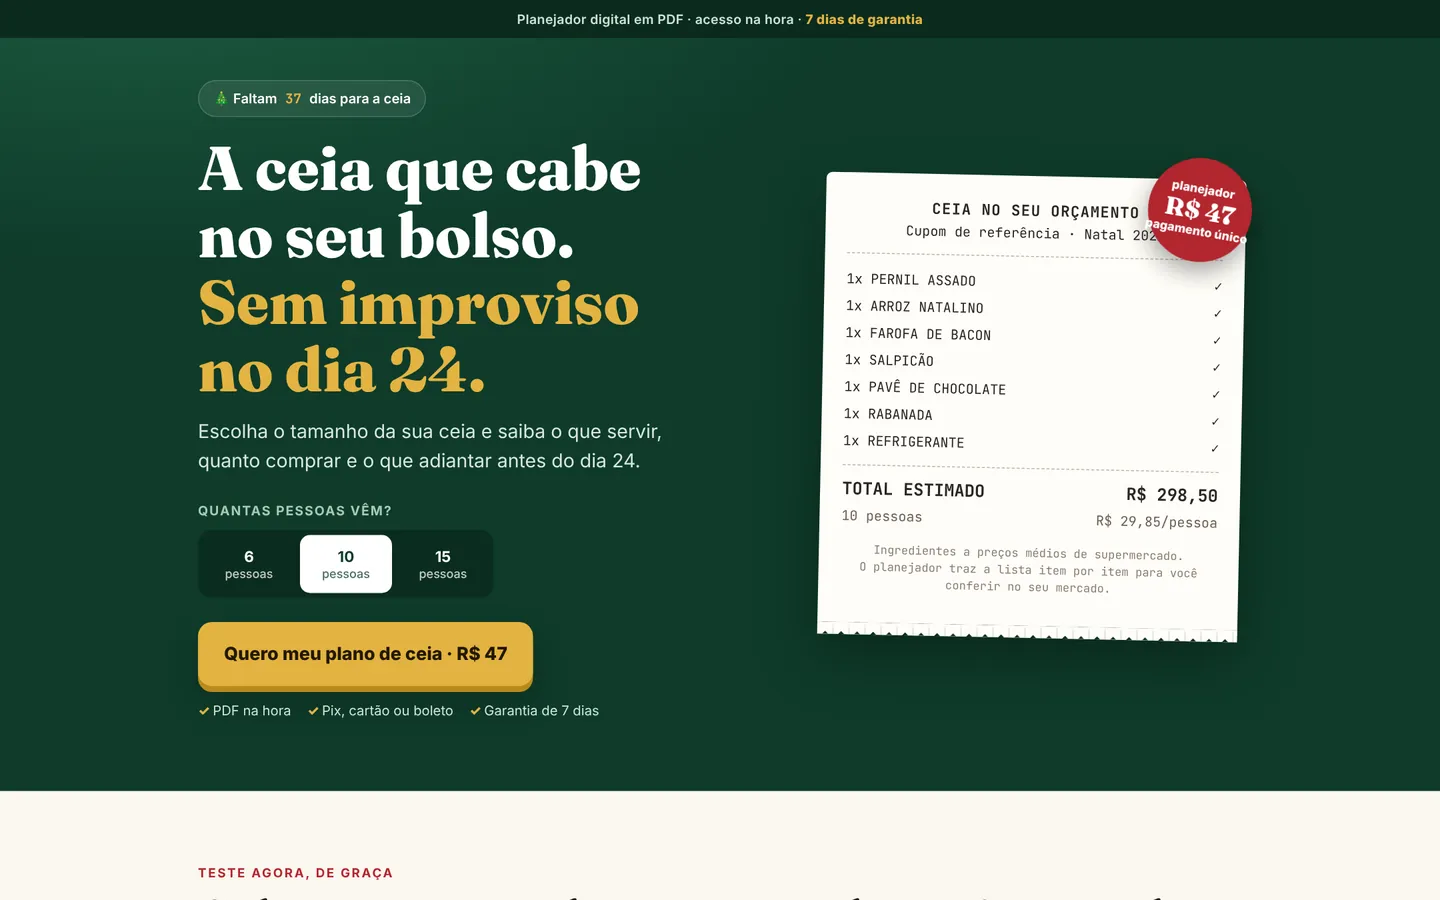 Planejador digital em PDF · acesso na hora · 7 dias de garantia
🎄 Faltam 37 dias para a ceia
A ceia que cabe
no seu bolso.
Sem improviso
no dia 24.
Escolha o tamanho da sua ceia e saiba o que servir,
quanto comprar e o que adiantar antes do dia 24.
QUANTAS PESSOAS VÊM?
6
pessoas
10
pessoas
15
pessoas
Quero meu plano de ceia · R$ 47
✓ PDF na hora ✓ Pix, cartão ou boleto ✓ Garantia de 7 dias
planejador
R$ 47
pagamento único
CEIA NO SEU ORÇAMENTO
Cupom de referência · Natal
1x PERNIL ASSADO ✓
1x ARROZ NATALINO ✓
1x FAROFA DE BACON ✓
1x SALPICÃO ✓
1x PAVÊ DE CHOCOLATE ✓
1x RABANADA ✓
1x REFRIGERANTE ✓
TOTAL ESTIMADO R$ 298,50
10 pessoas R$ 29,85/pessoa
Ingredientes a preços médios de supermercado.
O planejador traz a lista item por item para você
conferir no seu mercado.
TESTE AGORA, DE GRAÇA